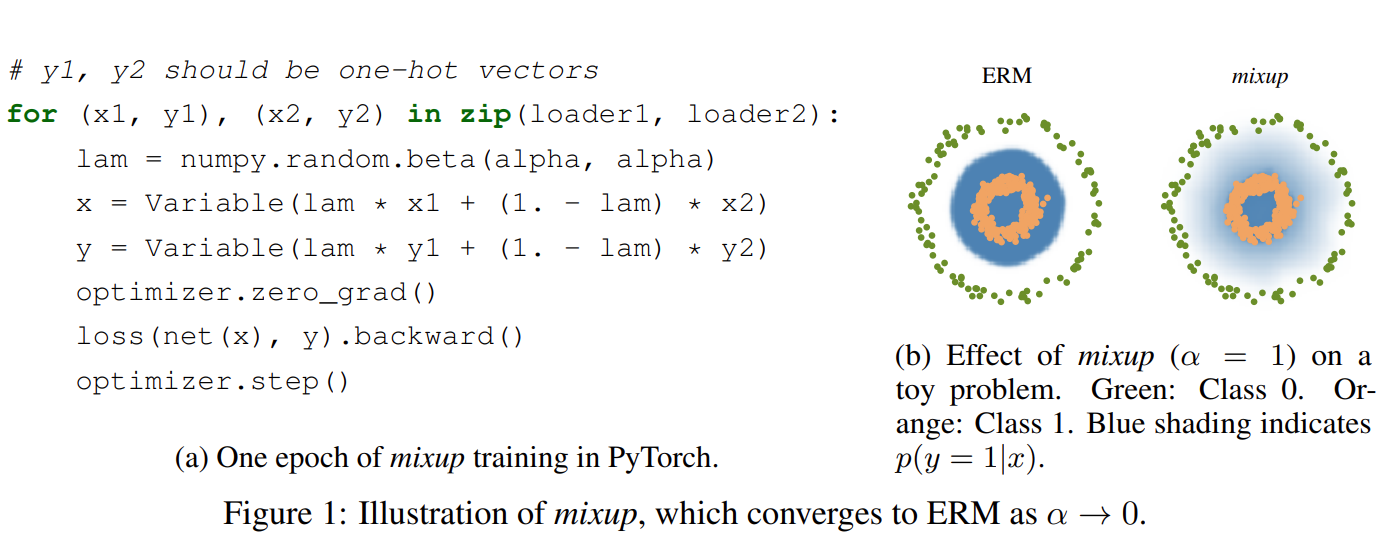 # y1, y2 should be one-hot vectors
for (x1, y1), (x2, y2) in zip(loader1, loader2):
    lam = numpy.random.beta(alpha, alpha)
    x = Variable(lam * x1 + (1. - lam) * x2)
    y = Variable(lam * y1 + (1. - lam) * y2)
    optimizer.zero_grad()
    loss(net(x), y).backward()
    optimizer.step()
(a) One epoch of mixup training in PyTorch.
ERM
mixup
(b) Effect of mixup (α = 1) on a
toy problem. Green: Class 0. Or-
ange: Class 1. Blue shading indicates
p(y = 1|x).
Figure 1: Illustration of mixup, which converges to ERM as α → 0.